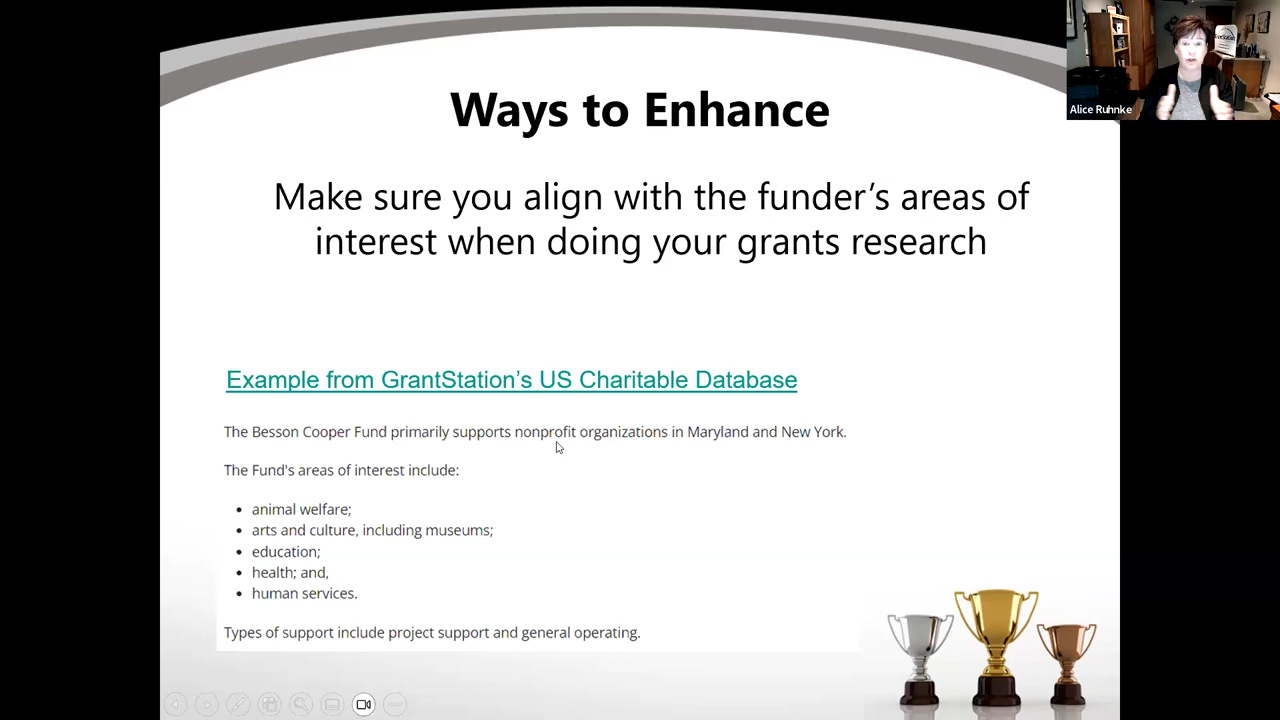 Ways to Enhance
Make sure you align with the funder’s areas of
interest when doing your grants research
Example from GrantStation’s US Charitable Database
The Besson Cooper Fund primarily supports nonprofit organizations in Maryland and New York.
The Fund's areas of interest include:
• animal welfare;
• arts and culture, including museums;
• education;
• health; and,
• human services.
Types of support include project support and general operating.
Alice Ruhnke